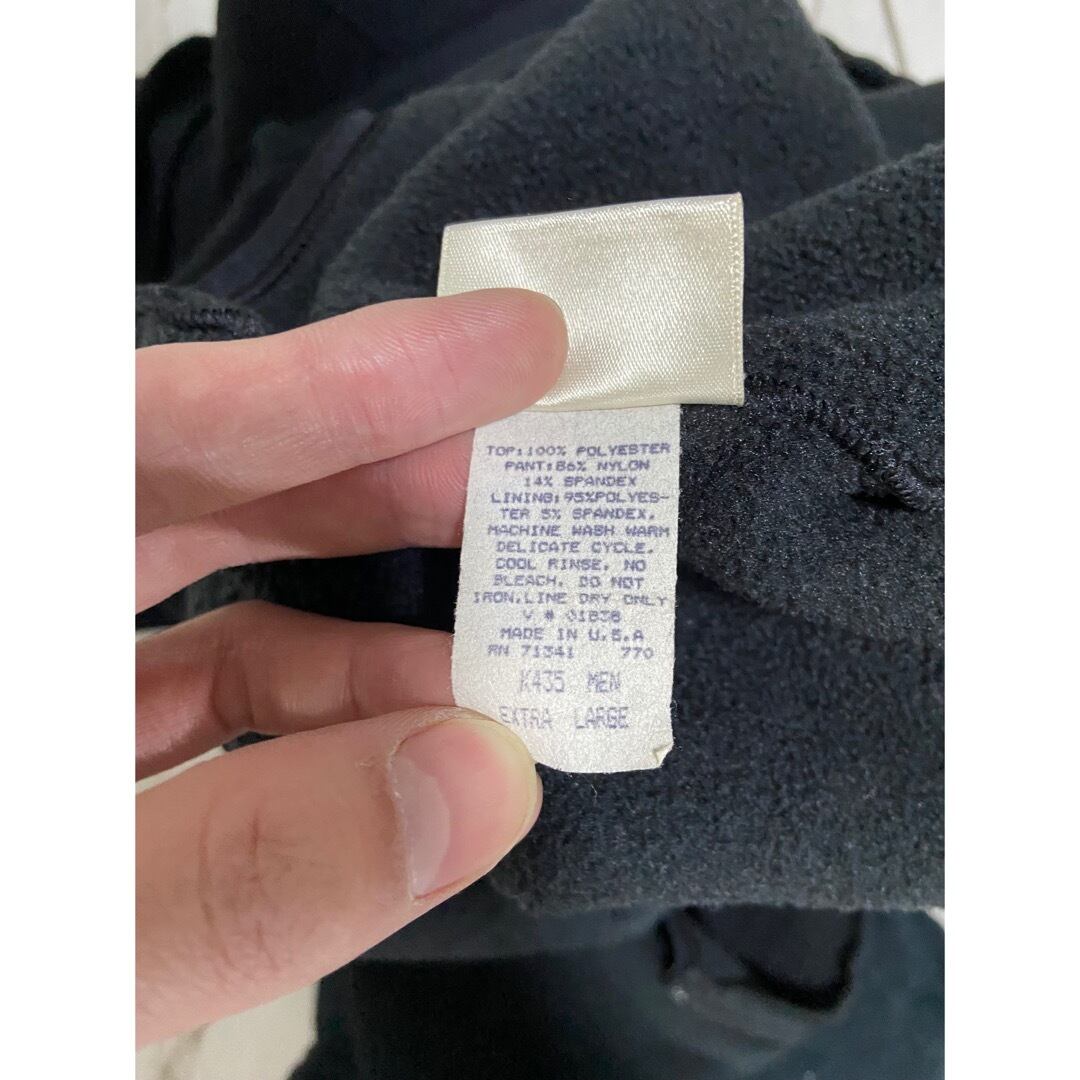 TOP:100% POLYESTER
PANT:86% NYLON
14% SPANDEX
LINING:95%POLYES-
TER 5% SPANDEX.
MACHINE WASH WARM
DELICATE CYCLE.
COOL RINSE. NO
BLEACH. DO NOT
IRON.LINE DRY ONLY
V # 01838
MADE IN U.S.A
RN 71341 770
K435 MEN
EXTRA LARGE